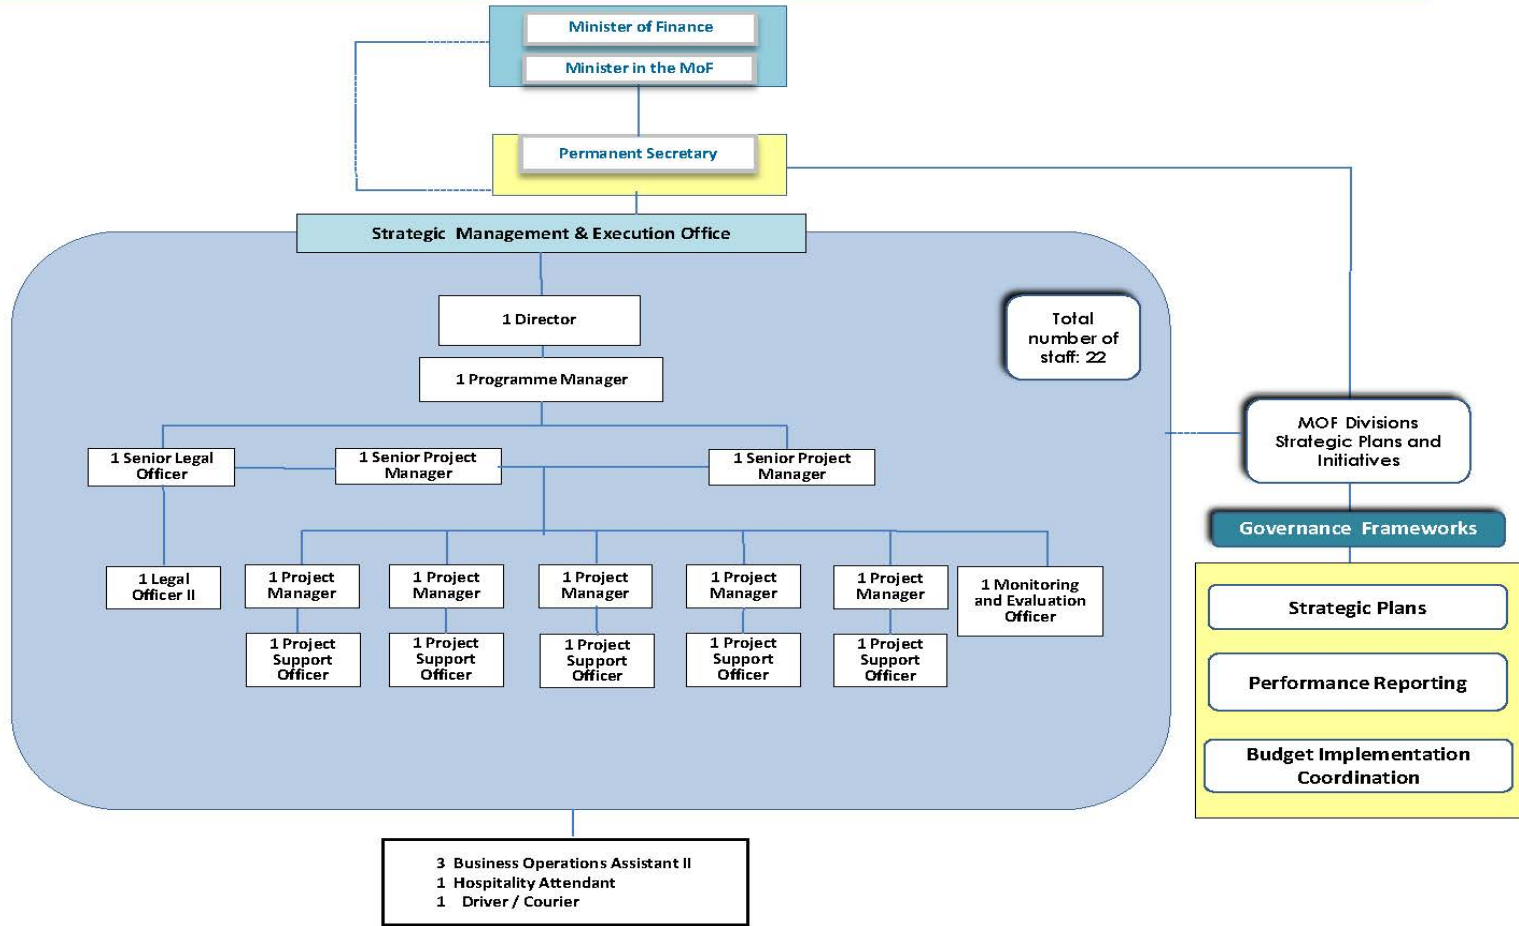 Minister of Finance
Minister in the MoF
Permanent Secretary
Strategic Management & Execution Office
1 Director
Total
number of
staff: 22
1 Programme Manager
MOF Divisions
Strategic Plans and
Initiatives
1 Senior Legal
Officer
1 Senior Project
Manager
1 Senior Project
Manager
Governance Frameworks
1 Legal
Officer II
1 Project
Manager
1 Project
Manager
1 Project
Manager
1 Project
Manager
1 Project
Manager
1 Monitoring
and Evaluation
Officer
1 Project
Support
Officer
1 Project
Support
Officer
1 Project
Support
Officer
1 Project
Support
Officer
1 Project
Support
Officer
Strategic Plans
Performance Reporting
Budget Implementation
Coordination
3 Business Operations Assistant II
1 Hospitality Attendant
1 Driver / Courier